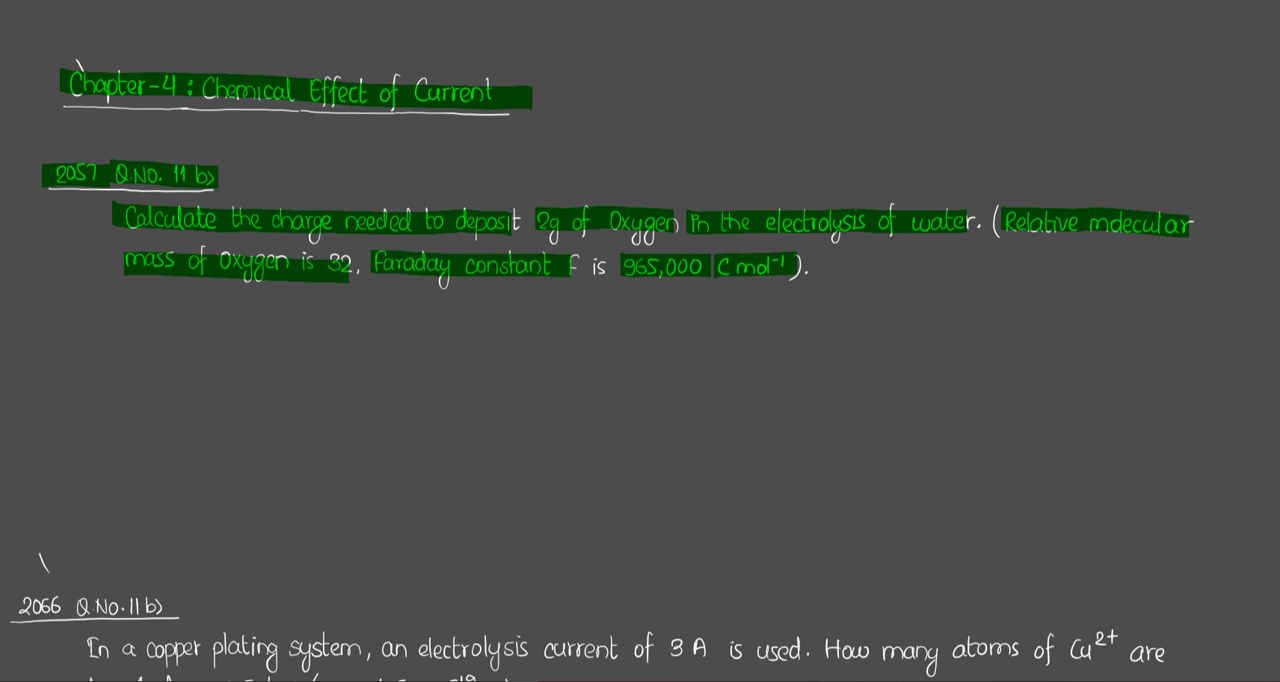 Chapter-4 : Chemical Effect of Current
2057 Q.NO. 11 b>
Calculate the charge needed to deposit 2g of Oxygen in the electrolysis of water. (Relative molecular
mass of oxygen is 32, Faraday constant f is 965,000 C mol⁻¹).
2066 Q.No.11 b>
In a copper plating system, an electrolysis current of 3 A is used. How many atoms of Cu²⁺ are